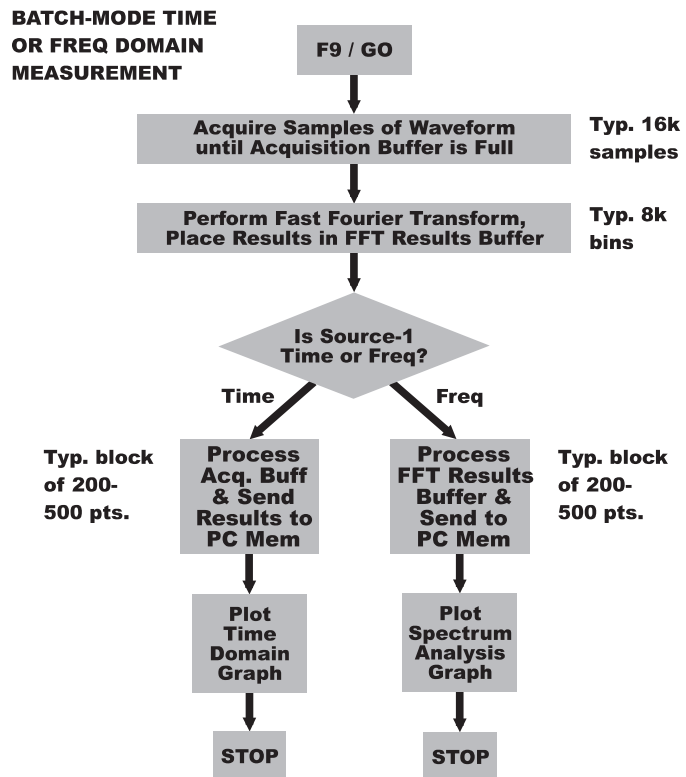 BATCH-MODE TIME
OR FREQ DOMAIN
MEASUREMENT
F9 / GO
Acquire Samples of Waveform
until Acquisition Buffer is Full
Typ. 16k
samples
Perform Fast Fourier Transform,
Place Results in FFT Results Buffer
Typ. 8k
bins
Is Source-1
Time or Freq?
Time
Freq
Typ. block
of 200-
500 pts.
Process
Acq. Buff
& Send
Results to
PC Mem
Process
FFT Results
Buffer &
Send to
PC Mem
Typ. block
of 200-
500 pts.
Plot
Time
Domain
Graph
Plot
Spectrum
Analysis
Graph
STOP
STOP